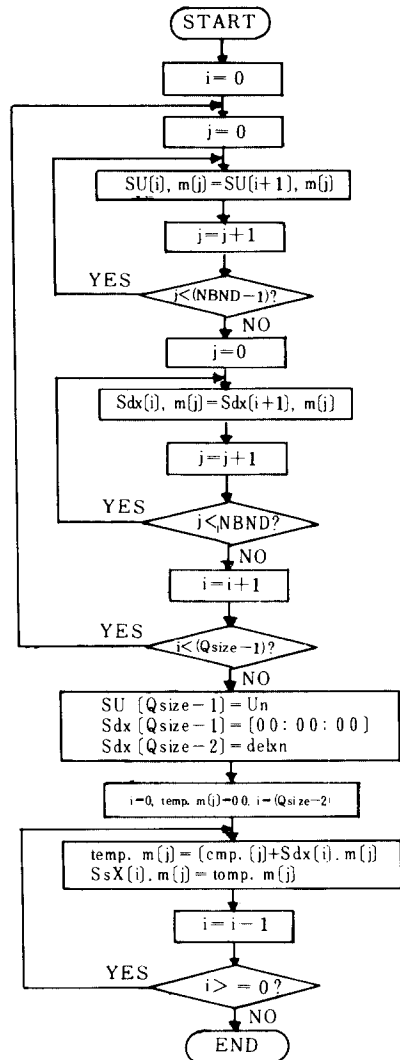 START
i=0
j=0
SU[i], m[j]=SU[i+1], m[j]
j=j+1
YES
j<(NBND-1)?
NO
j=0
Sdx[i], m[j]=Sdx[i+1], m[j]
j=j+1
YES
j<NBND?
NO
i=i+1
YES
i<(Qsize-1)?
NO
SU [Qsize-1]=Un
Sdx [Qsize-1]=[00:00:00]
Sdx [Qsize-2]=delxn
i=0, temp. m[j]=00, i=(Qsize-2)
temp. m[j]=[cmp. [j]+Sdx[i]. m[j]
SsX[i]. m[j]=tomp. m[j]
i=i-1
YES
i>=0?
NO
END